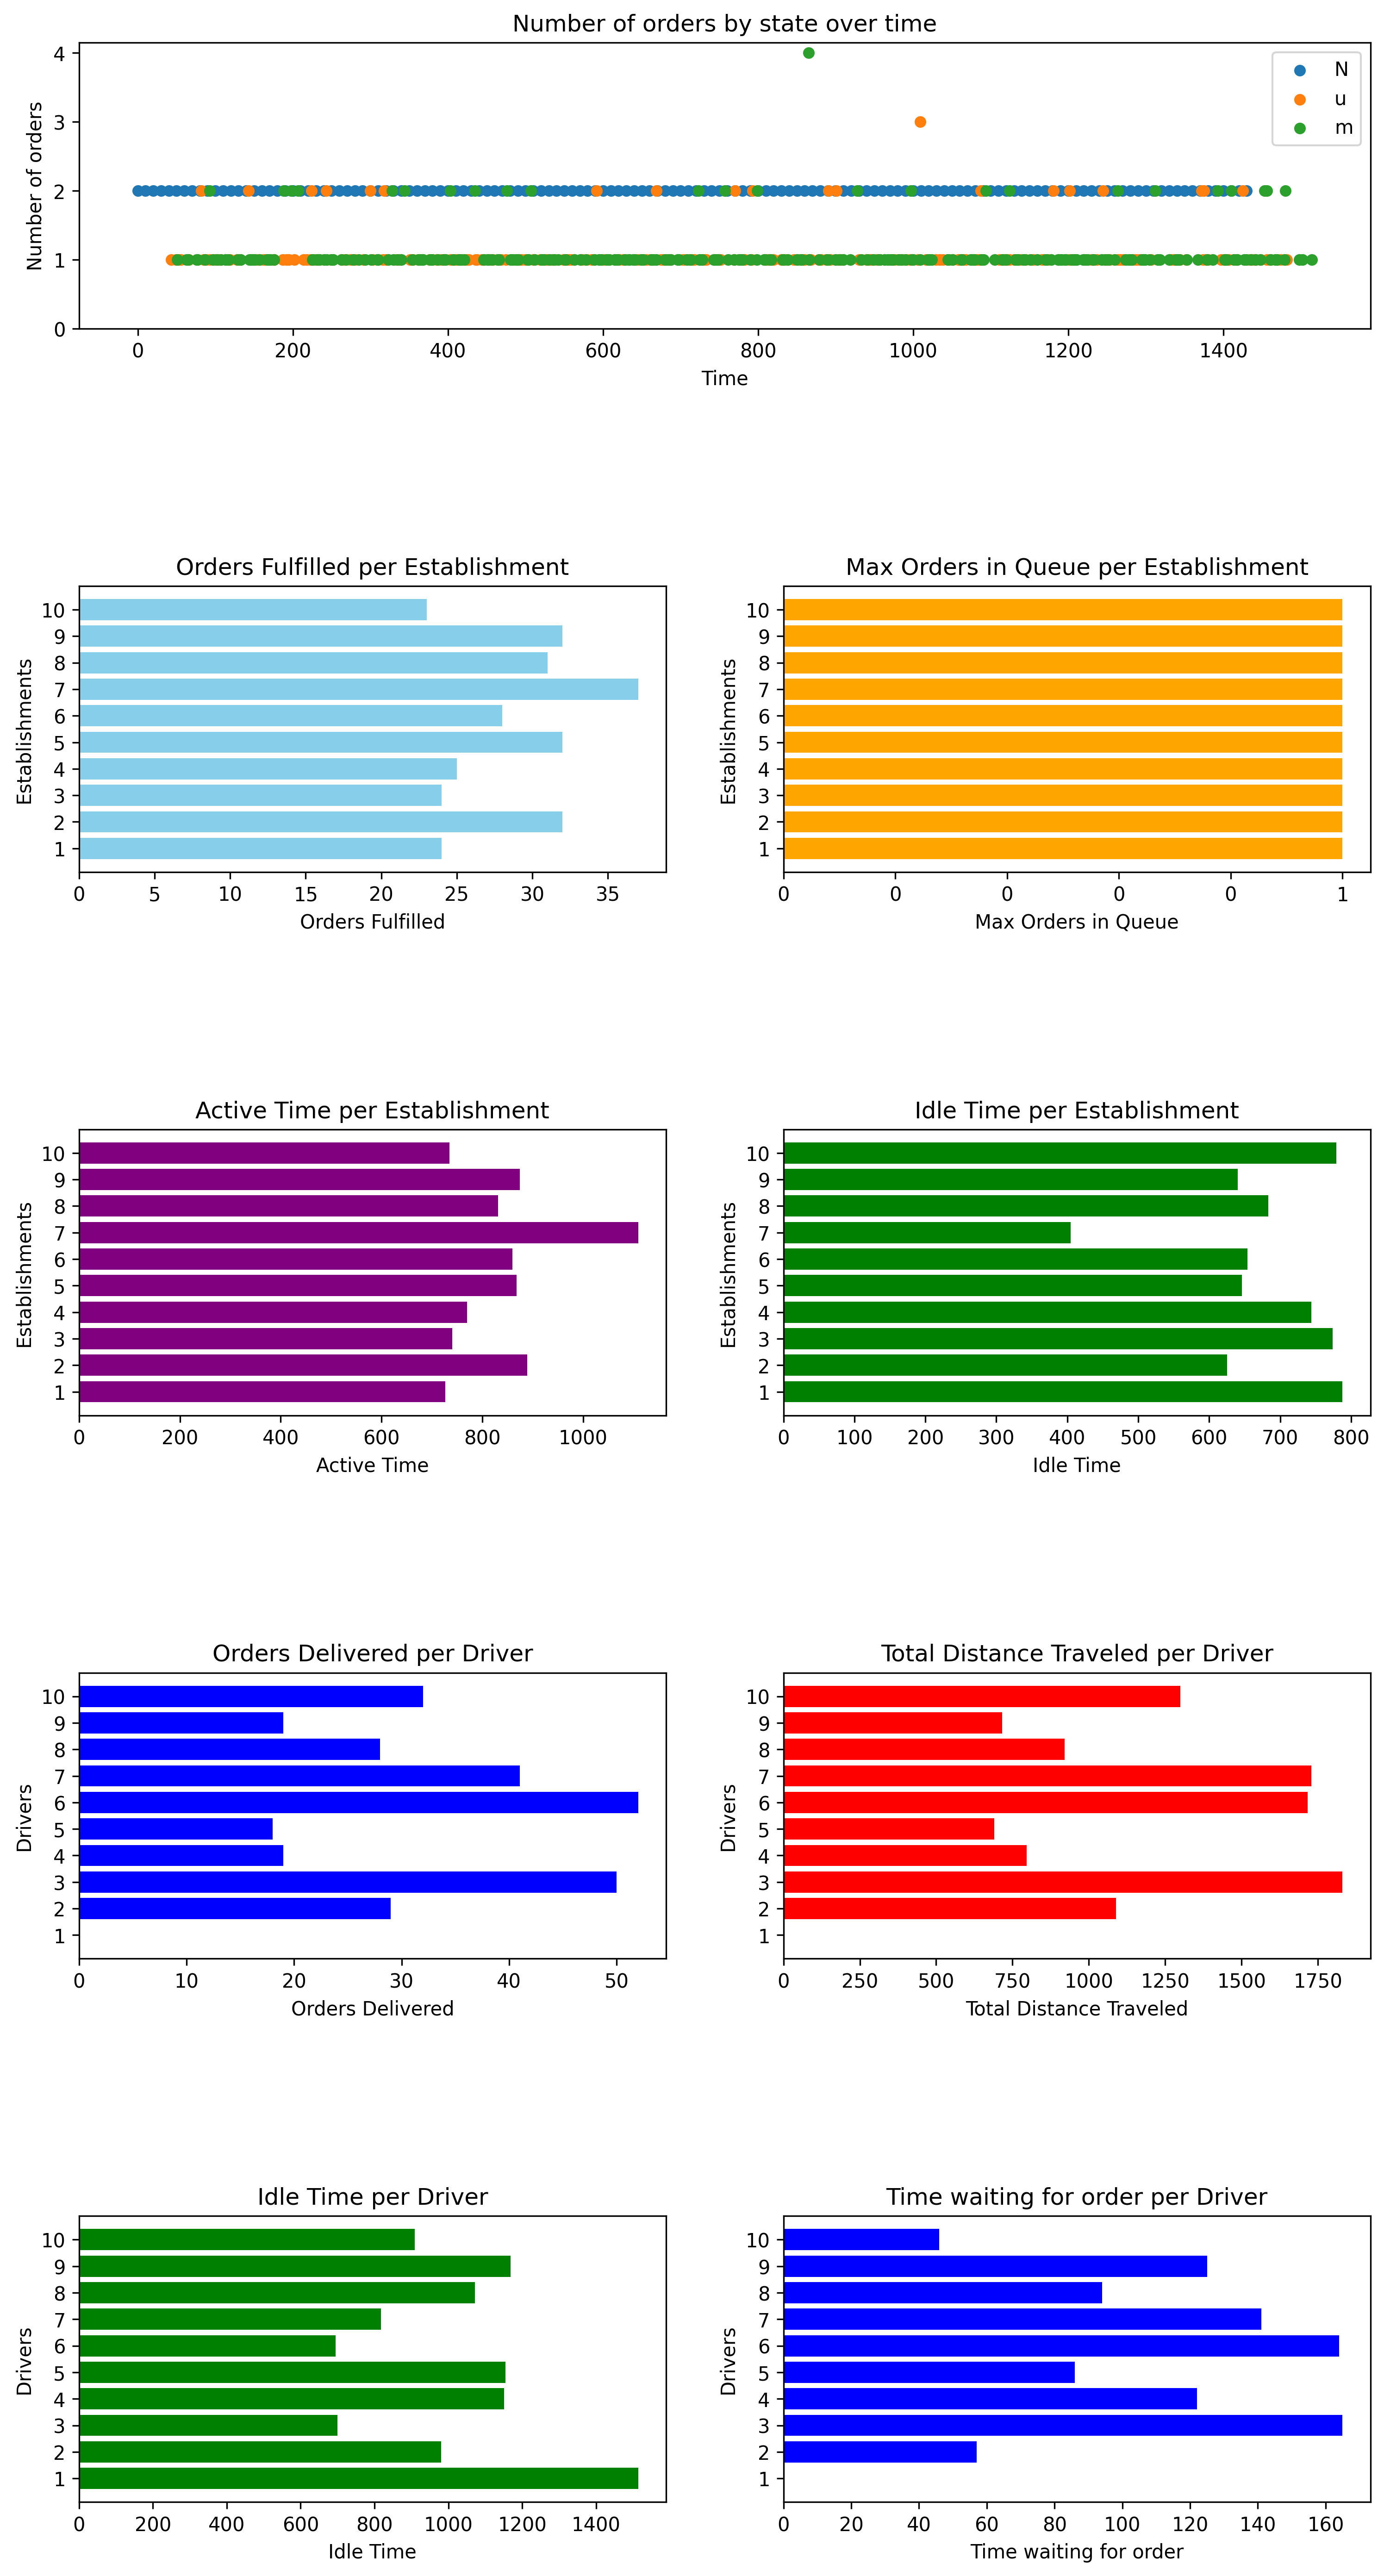 Number of orders by state over time
Number of orders
4
3
2
1
0
N
u
m
0 200 400 600 800 1000 1200 1400
Time
Orders Fulfilled per Establishment
Establishments
10
9
8
7
6
5
4
3
2
1
0 5 10 15 20 25 30 35
Orders Fulfilled
Max Orders in Queue per Establishment
Establishments
10
9
8
7
6
5
4
3
2
1
0 0 0 0 0 1
Max Orders in Queue
Active Time per Establishment
Establishments
10
9
8
7
6
5
4
3
2
1
0 200 400 600 800 1000
Active Time
Idle Time per Establishment
Establishments
10
9
8
7
6
5
4
3
2
1
0 100 200 300 400 500 600 700 800
Idle Time
Orders Delivered per Driver
Drivers
10
9
8
7
6
5
4
3
2
1
0 10 20 30 40 50
Orders Delivered
Total Distance Traveled per Driver
Drivers
10
9
8
7
6
5
4
3
2
1
0 250 500 750 1000 1250 1500 1750
Total Distance Traveled
Idle Time per Driver
Drivers
10
9
8
7
6
5
4
3
2
1
0 200 400 600 800 1000 1200 1400
Idle Time
Time waiting for order per Driver
Drivers
10
9
8
7
6
5
4
3
2
1
0 20 40 60 80 100 120 140 160
Time waiting for order